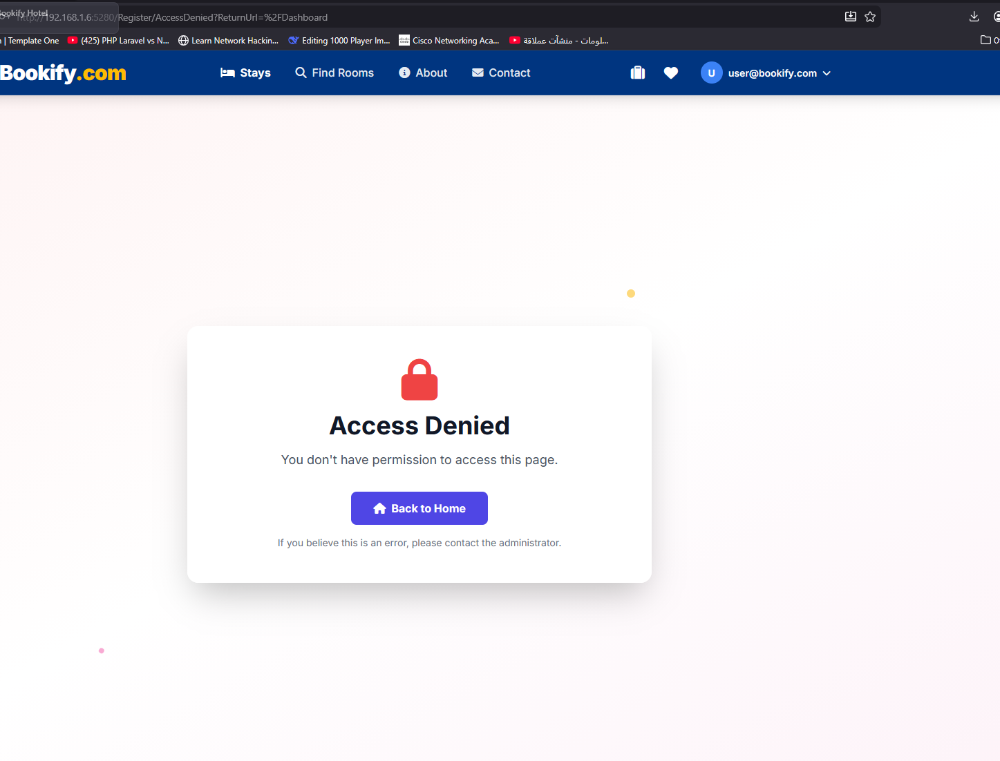 Bookify Hotel
http://192.168.1.6:5280/Register/AccessDenied?ReturnUrl=%2FDashboard
| Template One (425) PHP Laravel vs N... Learn Network Hackin... Editing 1000 Player Im... Cisco Networking Aca... لومات - منشآت عملاقة...
Bookify.com Stays Find Rooms About Contact U user@bookify.com
Access Denied
You don't have permission to access this page.
Back to Home
If you believe this is an error, please contact the administrator.